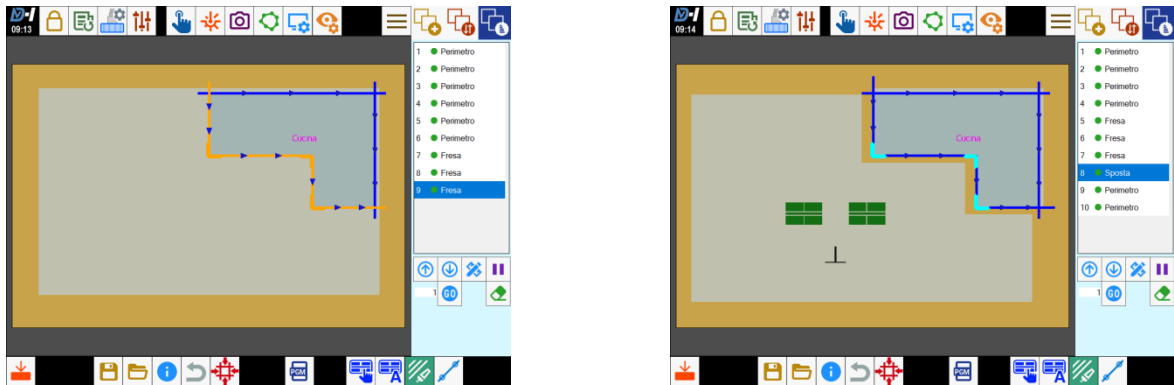 09:13
1 Perimetro
2 Perimetro
3 Perimetro
4 Perimetro
5 Perimetro
6 Perimetro
7 Fresa
8 Fresa
9 Fresa
Cucina
1 GO
PGM
A
09:14
1 Perimetro
2 Perimetro
3 Perimetro
4 Perimetro
5 Fresa
6 Fresa
7 Fresa
8 Sposta
9 Perimetro
10 Perimetro
Cucina
1 GO
PGM
A